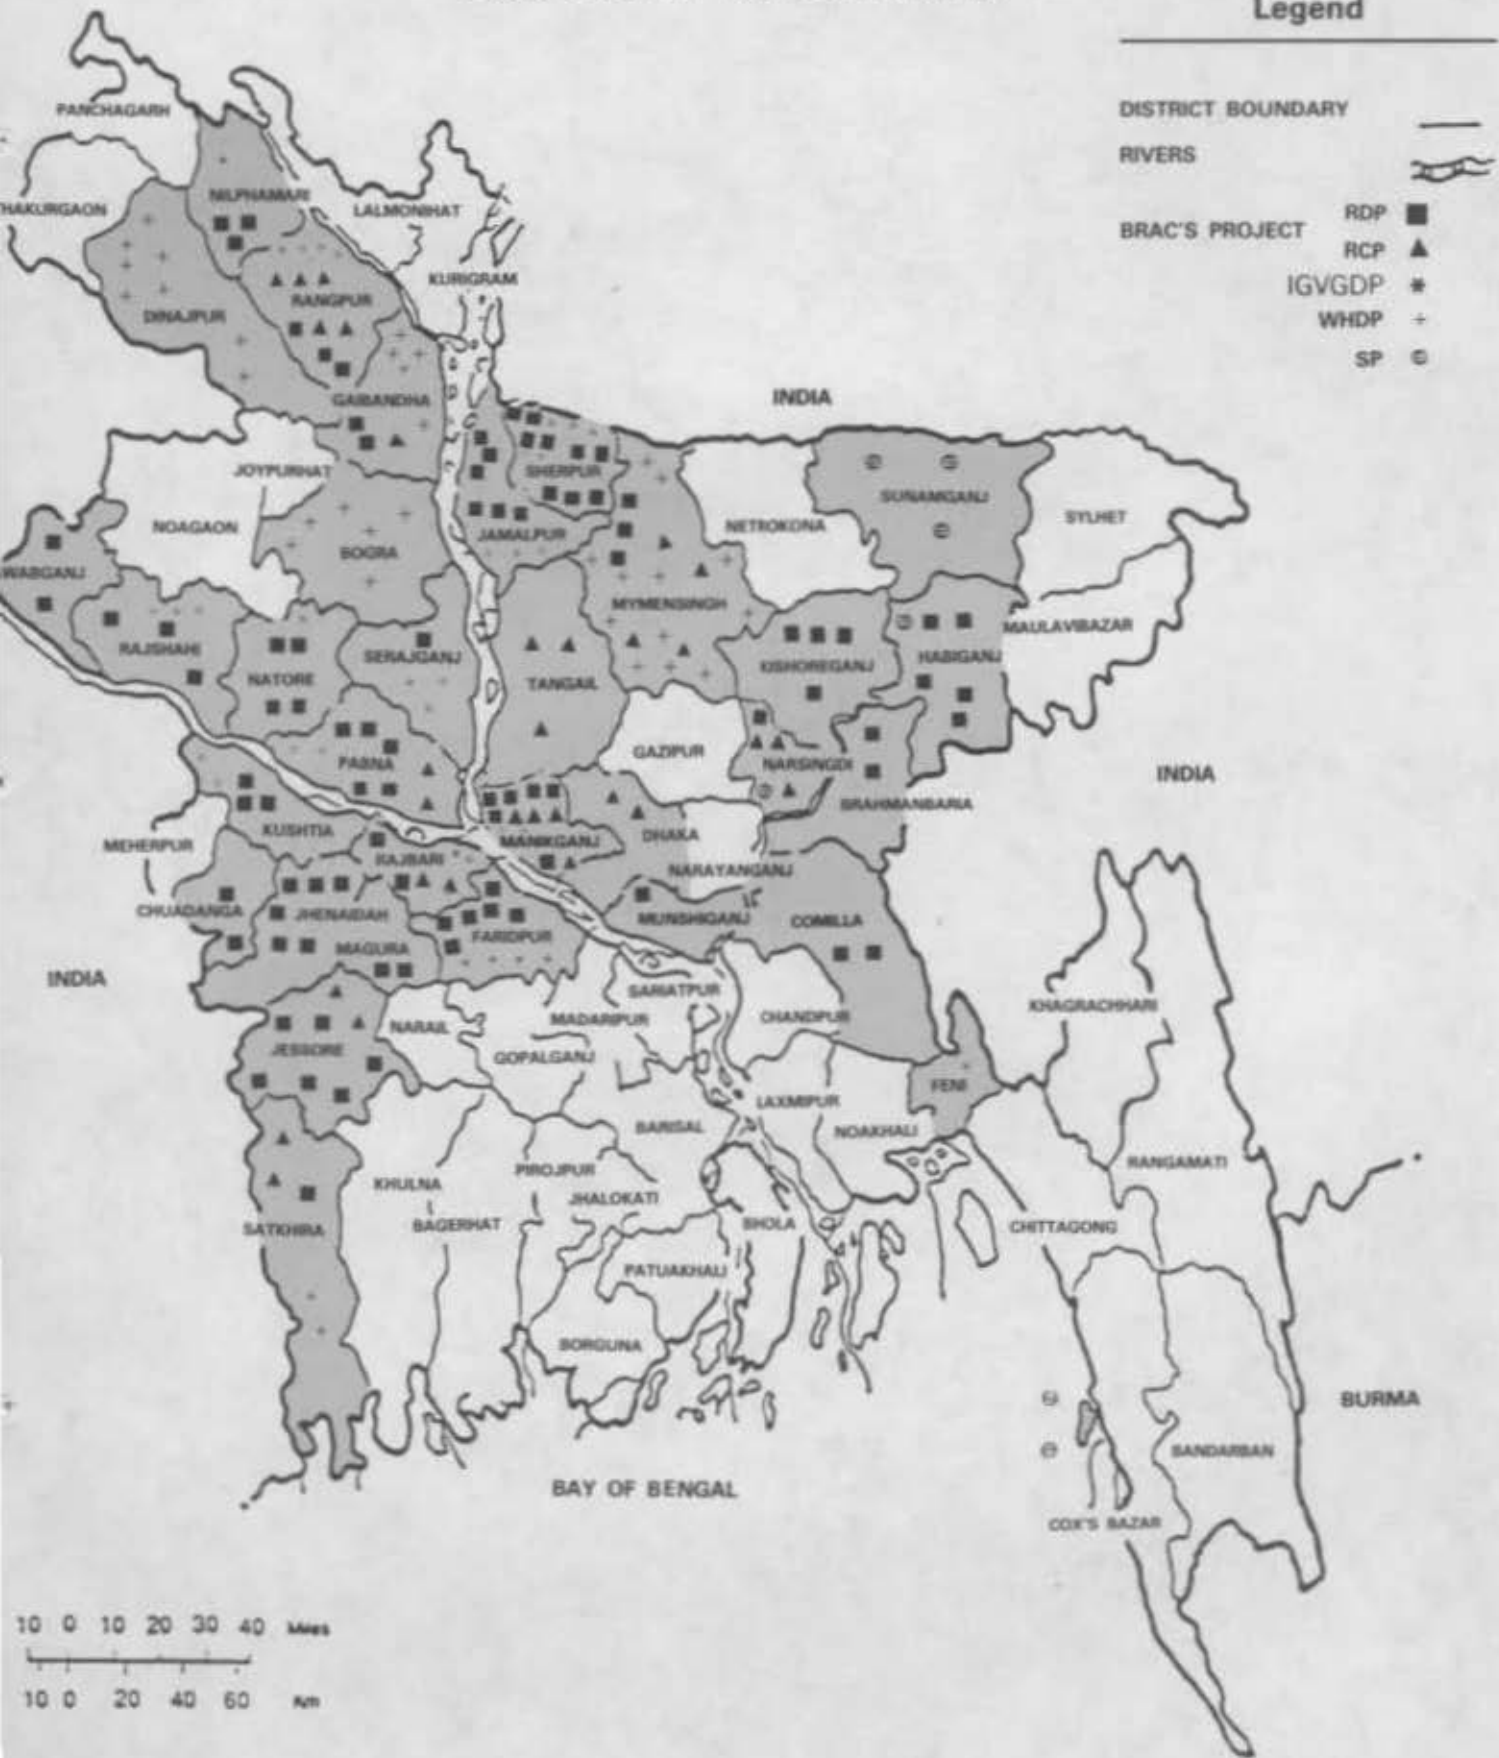 Legend
DISTRICT BOUNDARY
RIVERS
BRAC'S PROJECT
RDP
RCP
IGVGDP
WHDP
SP
PANCHAGARH
HAKURGAON
NILPHAMARI
LALMONIHAT
KURIGRAM
RANGPUR
DINAJPUR
GAIBANDHA
INDIA
JOYPURHAT
SHERPUR
SUNAMGANJ
NOAGAON
BOGRA
JAMALPUR
NETROKONA
SYLHET
WABGANJ
MYMENSINGH
MAULAVIBAZAR
RAJSHAHI
NATORE
SERAJGANJ
TANGAIL
KISHOREGANJ
HABIGANJ
GAZIPUR
PABNA
NARSINGDI
INDIA
BRAHMANBARIA
KUSHTIA
MANIKGANJ
DHAKA
MEHERPUR
RAJBARI
NARAYANGANJ
CHUADANGA
JHENAIDAH
MUNSHIGANJ
COMILLA
MAGURA
FARIDPUR
INDIA
SARIATPUR
KHAGRACHHARI
NARAIL
MADARIPUR
CHANDPUR
JESSORE
GOPALGANJ
FENI
LAXMIPUR
BARISAL
NOAKHALI
PIROJPUR
RANGAMATI
KHULNA
JHALOKATI
SATKHIRA
BAGERHAT
BHOLA
CHITTAGONG
PATUAKHALI
BORGUNA
BURMA
BANDARBAN
BAY OF BENGAL
COX'S BAZAR
10 0 10 20 30 40 Miles
10 0 20 40 60 Km